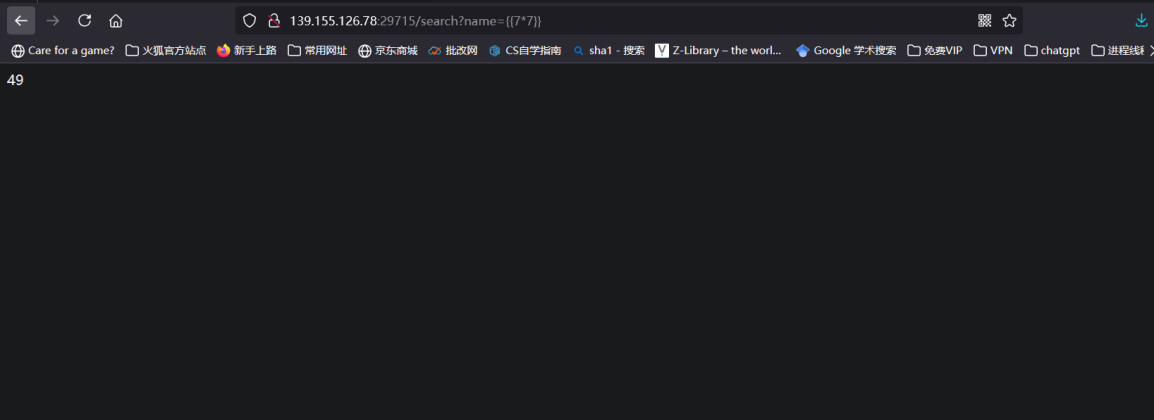 139.155.126.78:29715/search?name={{7*7}}
Care for a game? 火狐官方站点 新手上路 常用网址 京东商城 批改网 CS自学指南 sha1 - 搜索 Z-Library – the worl... Google 学术搜索 免费VIP VPN chatgpt 进程线程
49